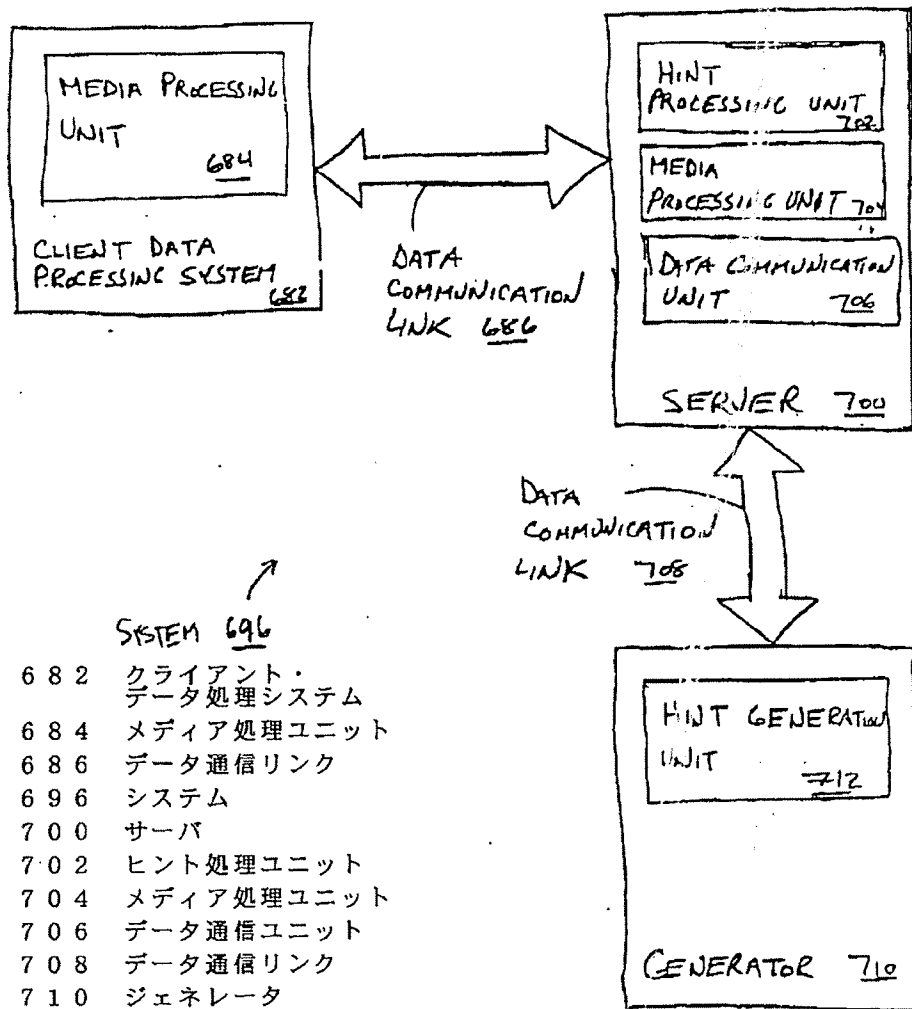 MEDIA PROCESSING
UNIT
684
CLIENT DATA
PROCESSING SYSTEM
682
DATA
COMMUNICATION
LINK 686
HINT
PROCESSING UNIT
702
MEDIA
PROCESSING UNIT 704
DATA COMMUNICATION
UNIT 706
SERVER 700
DATA
COMMUNICATION
LINK 708
SYSTEM 696
HINT GENERATION
UNIT
712
GENERATOR 710
682 クライアント・
データ処理システム
684 メディア処理ユニット
686 データ通信リンク
696 システム
700 サーバ
702 ヒント処理ユニット
704 メディア処理ユニット
706 データ通信ユニット
708 データ通信リンク
710 ジェネレータ